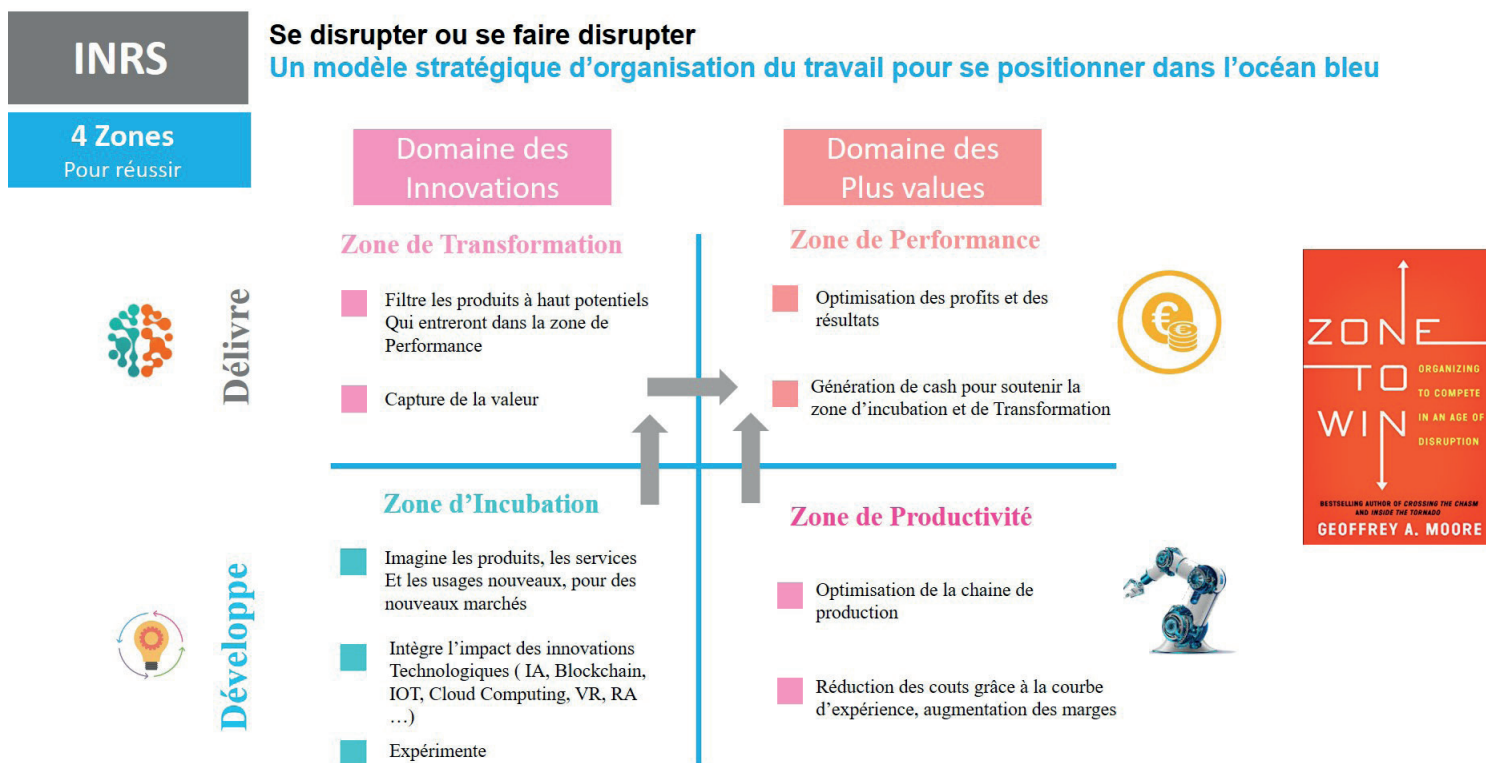 INRS
Se disrupter ou se faire disrupter
Un modèle stratégique d’organisation du travail pour se positionner dans l’océan bleu
4 Zones
Pour réussir
Domaine des
Innovations
Domaine des
Plus values
Délivre
Zone de Transformation
Filtre les produits à haut potentiels
Qui entreront dans la zone de
Performance
Capture de la valeur
Zone de Performance
Optimisation des profits et des
résultats
Génération de cash pour soutenir la
zone d’incubation et de Transformation
Développe
Zone d’Incubation
Imagine les produits, les services
Et les usages nouveaux, pour des
nouveaux marchés
Intègre l’impact des innovations
Technologiques ( IA, Blockchain,
IOT, Cloud Computing, VR, RA
…)
Expérimente
Zone de Productivité
Optimisation de la chaine de
production
Réduction des couts grâce à la courbe
d’expérience, augmentation des marges
ZONE
TO
WIN
ORGANIZING
TO COMPETE
IN AN AGE OF
DISRUPTION
BESTSELLING AUTHOR OF CROSSING THE CHASM
AND INSIDE THE TORNADO
GEOFFREY A. MOORE